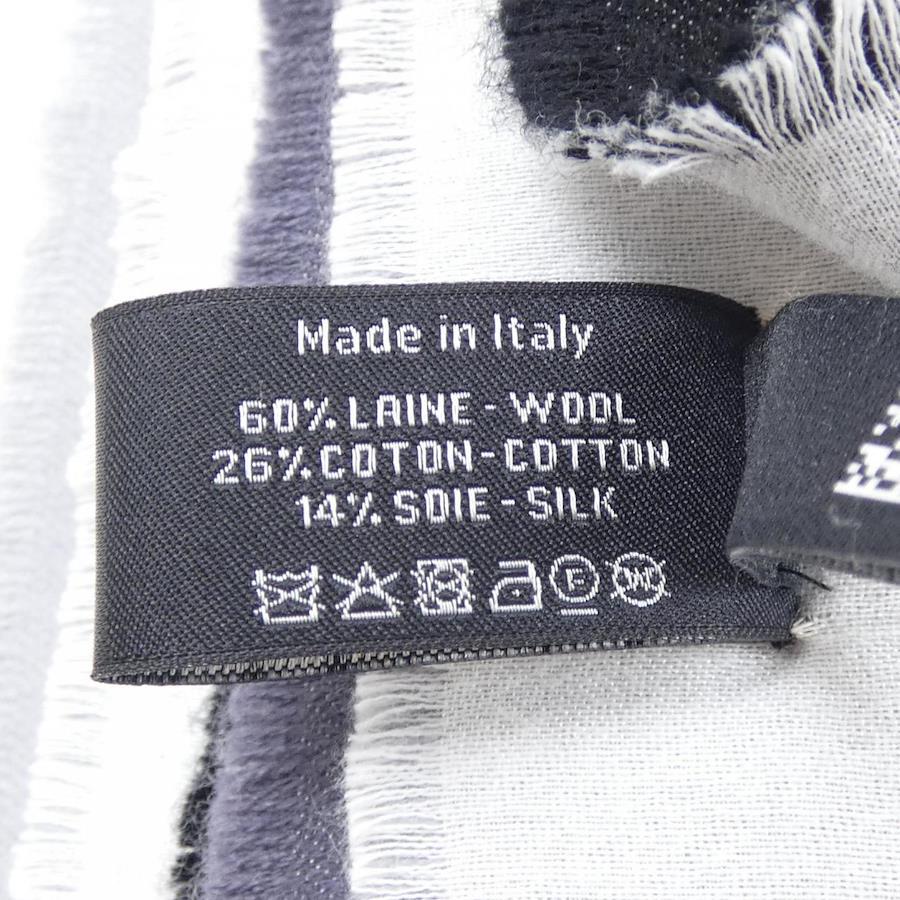 Made in Italy
60% LAINE - WOOL
26% COTON - COTTON
14% SOIE - SILK
P W